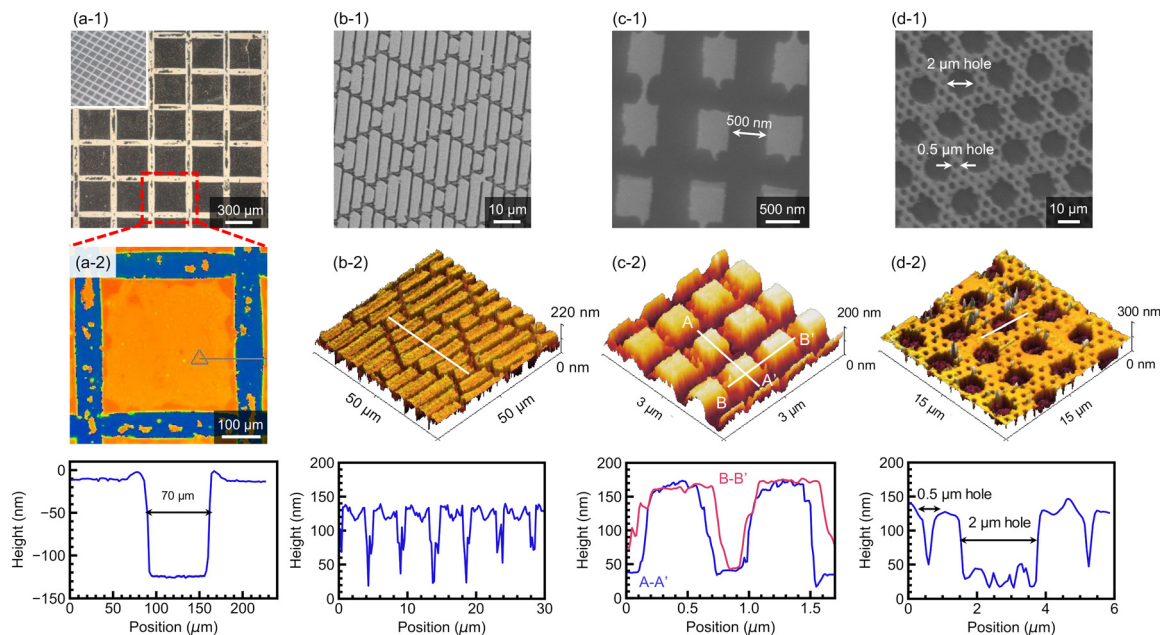 (a-1)
(b-1)
(c-1)
(d-1)
2 µm hole
500 nm
0.5 µm hole
300 µm
10 µm
500 nm
10 µm
(a-2)
(b-2)
(c-2)
(d-2)
220 nm
200 nm
300 nm
A
B'
0 nm
0 nm
0 nm
A'
B
100 µm
50 µm
50 µm
3 µm
3 µm
15 µm
15 µm
0
−50
−100
−150
Height (nm)
70 µm
0 40 80 120 160 200
Position (µm)
200
150
100
50
0
Height (nm)
0 10 20 30
Position (µm)
200
150
100
50
0
Height (nm)
B-B'
A-A'
0.0 0.5 1.0 1.5
Position (µm)
200
150
100
50
0
Height (nm)
0.5 µm hole
2 µm hole
0 2 4 6
Position (µm)